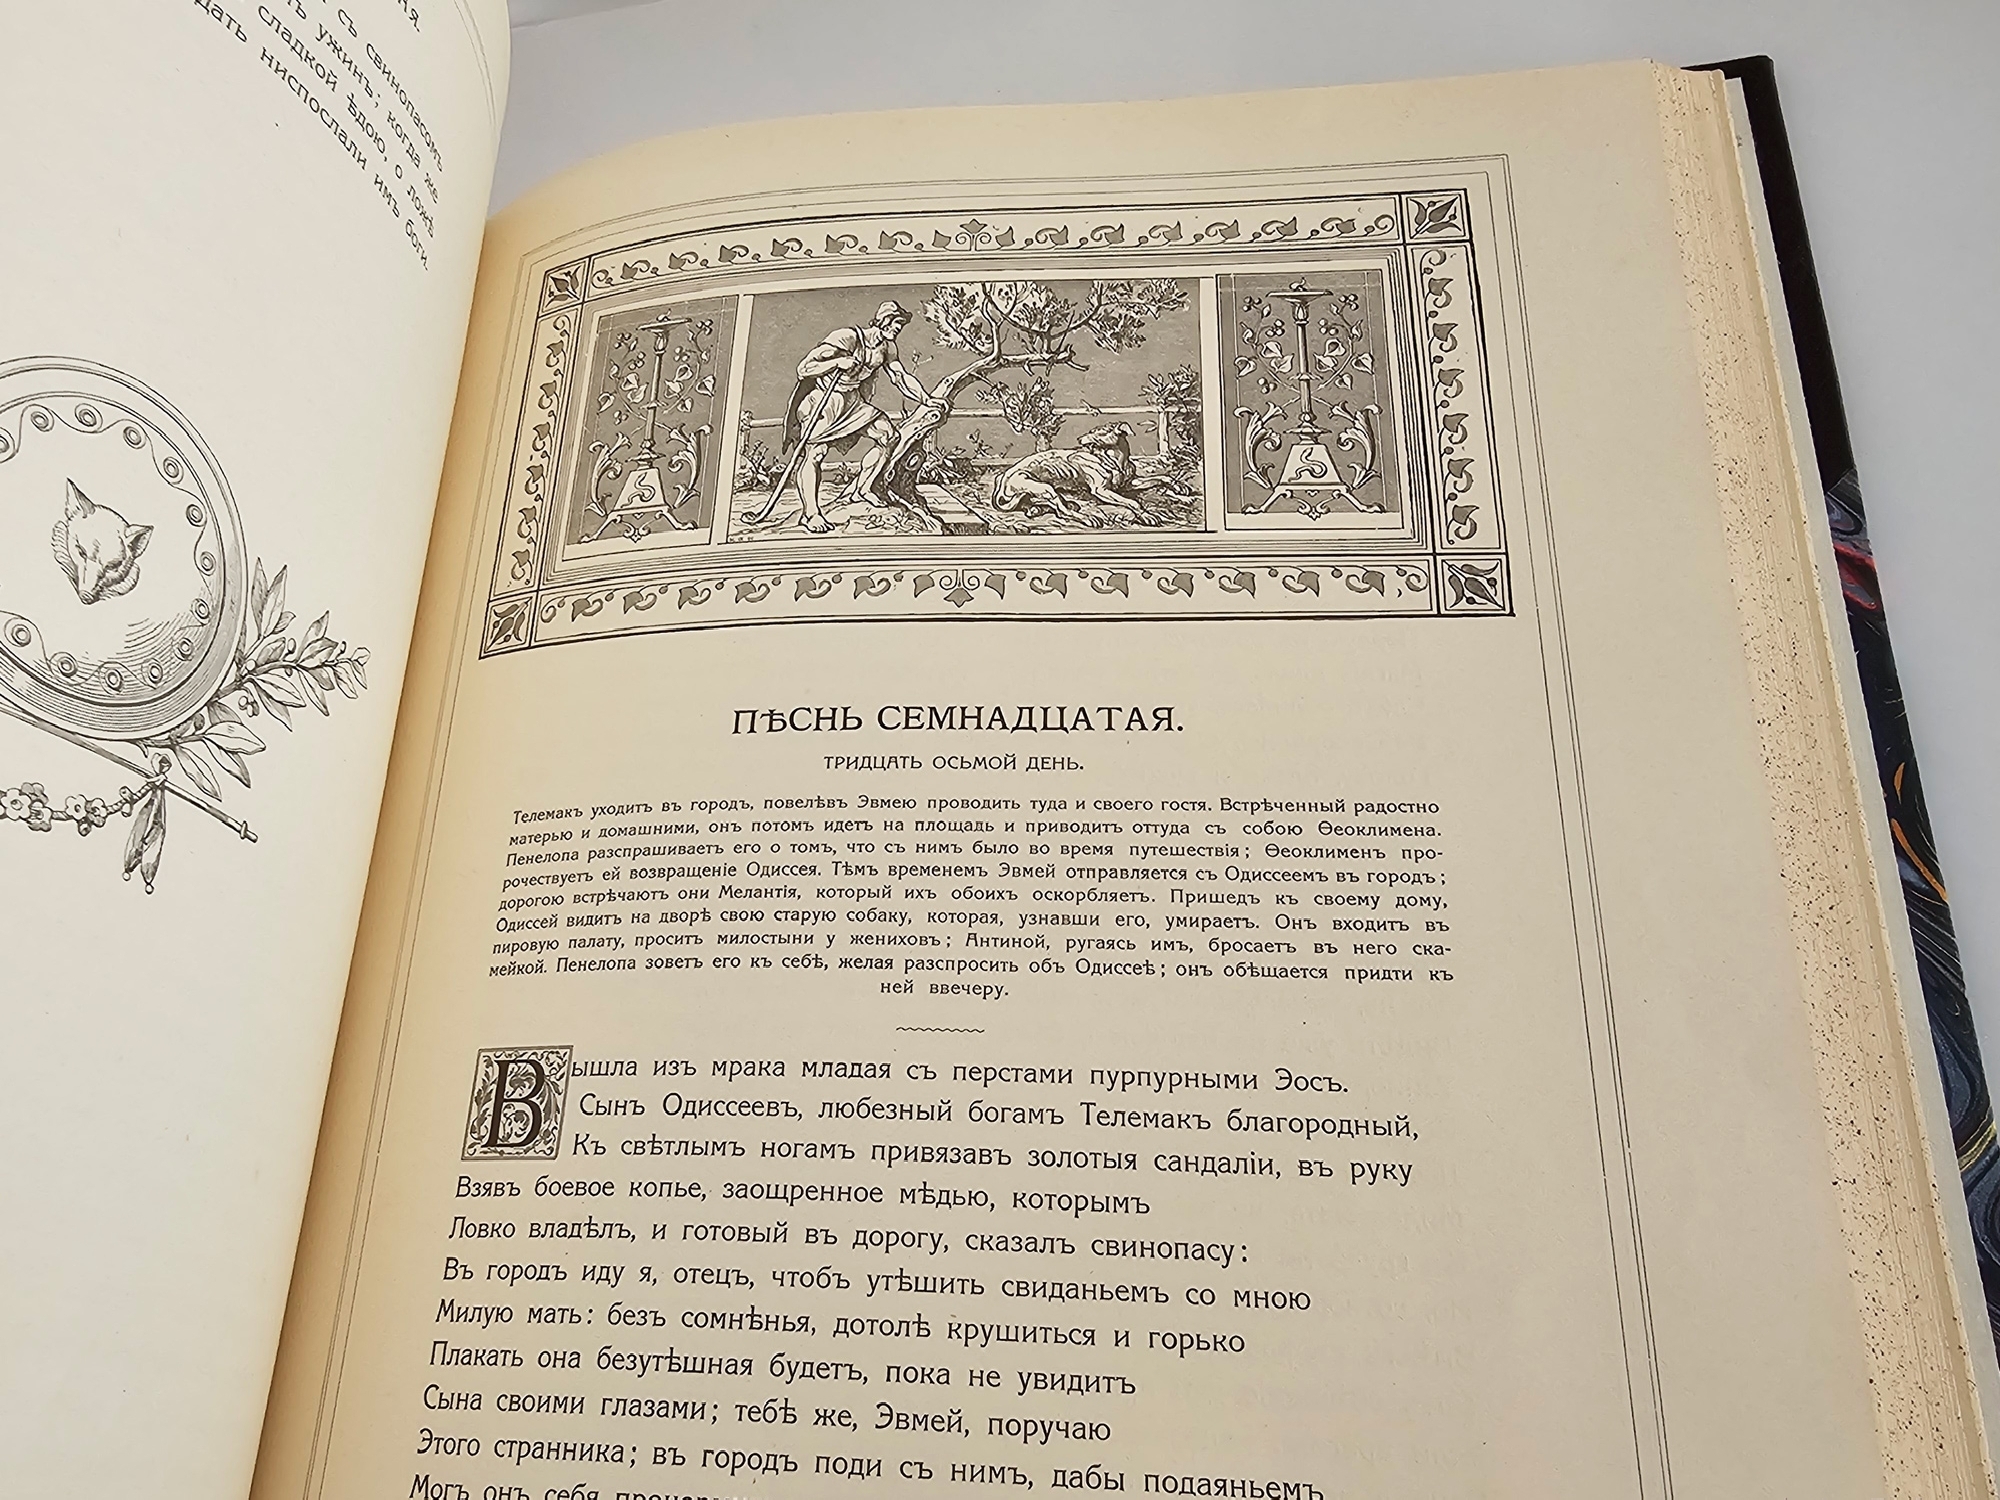 съ свинопасомъ
ужинъ; когда же
сладкой ѣдою, о ложѣ
ниспослали имъ боги.
ПѢСНЬ СЕМНАДЦАТАЯ.
ТРИДЦАТЬ ОСЬМОЙ ДЕНЬ.
Телемакъ уходитъ въ городъ, повелѣвъ Эвмею проводить туда и своего гостя. Встрѣченный радостно
матерью и домашними, онъ потомъ идетъ на площадь и приводитъ оттуда съ собою Ѳеоклимена.
Пенелопа разспрашиваетъ его о томъ, что съ нимъ было во время путешествія; Ѳеоклименъ про-
рочествуетъ ей возвращеніе Одиссея. Тѣмъ временемъ Эвмей отправляется съ Одиссеемъ въ городъ;
дорогою встрѣчаютъ они Мелантія, который ихъ обоихъ оскорбляетъ. Пришедъ къ своему дому,
Одиссей видитъ на дворѣ свою старую собаку, которая, узнавши его, умираетъ. Онъ входитъ въ
пировую палату, проситъ милостыни у жениховъ; Антиной, ругаясь имъ, бросаетъ въ него ска-
мейкой. Пенелопа зоветъ его къ себѣ, желая разспросить объ Одиссеѣ; онъ обѣщается придти къ
ней ввечеру.
Вышла изъ мрака младая съ перстами пурпурными Эосъ.
Сынъ Одиссеевъ, любезный богамъ Телемакъ благородный,
Къ свѣтлымъ ногамъ привязавъ золотыя сандаліи, въ руку
Взявъ боевое копье, заощренное мѣдью, которымъ
Ловко владѣлъ, и готовый въ дорогу, сказалъ свинопасу:
Въ городъ иду я, отецъ, чтобъ утѣшить свиданьемъ со мною
Милую мать: безъ сомнѣнья, дотолѣ крушиться и горько
Плакать она безутѣшная будетъ, пока не увидитъ
Сына своими глазами; тебѣ же, Эвмей, поручаю
Этого странника; въ городъ поди съ нимъ, дабы подаяньемъ
Могъ онъ себя